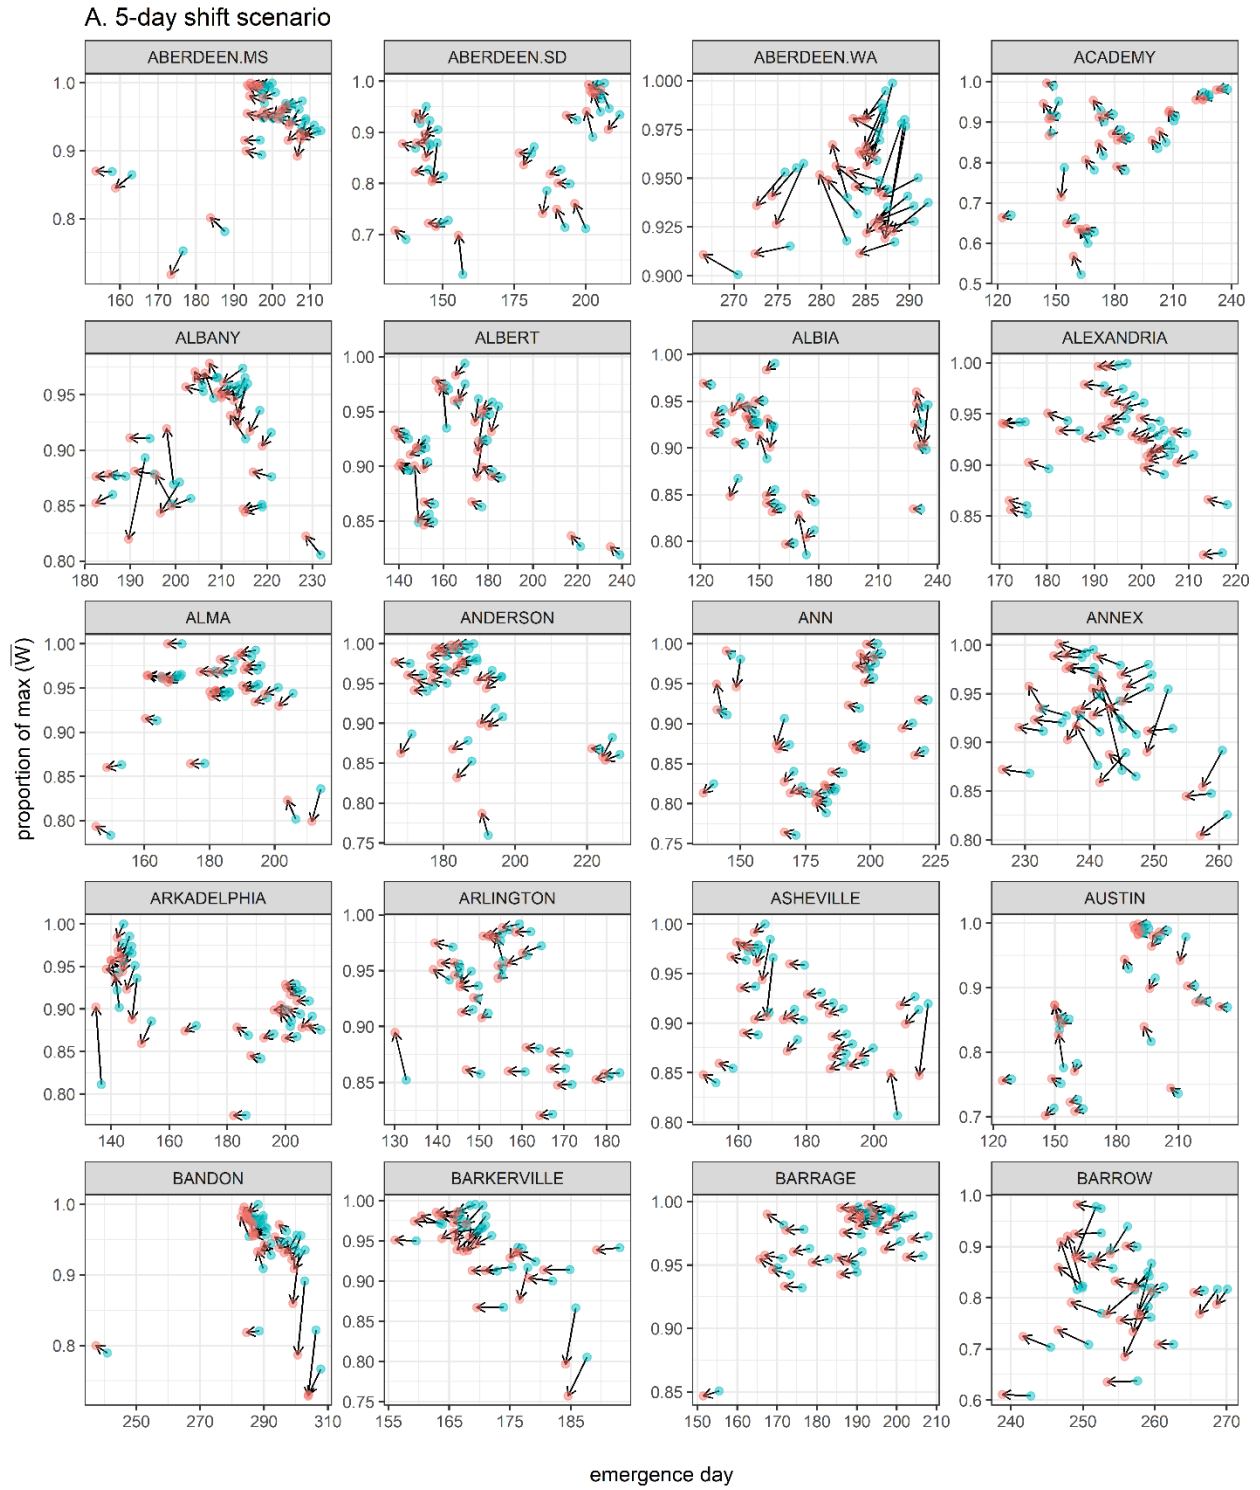 A. 5-day shift scenario
ABERDEEN.MS ABERDEEN.SD ABERDEEN.WA ACADEMY
1.0 0.9 0.8
160 170 180 190 200 210
1.0 0.9 0.8 0.7
150 175 200
1.000 0.975 0.950 0.925 0.900
270 275 280 285 290
1.0 0.9 0.8 0.7 0.6 0.5
120 150 180 210 240
ALBANY ALBERT ALBIA ALEXANDRIA
0.95 0.90 0.85 0.80
180 190 200 210 220 230
1.00 0.95 0.90 0.85
140 160 180 200 220 240
1.00 0.95 0.90 0.85 0.80
120 150 180 210 240
1.00 0.95 0.90 0.85
170 180 190 200 210 220
ALMA ANDERSON ANN ANNEX
1.00 0.95 0.90 0.85 0.80
160 180 200
1.00 0.95 0.90 0.85 0.80 0.75
180 200 220
1.00 0.95 0.90 0.85 0.80 0.75
150 175 200 225
1.00 0.95 0.90 0.85 0.80
230 240 250 260
proportion of max (W̅)
ARKADELPHIA ARLINGTON ASHEVILLE AUSTIN
1.00 0.95 0.90 0.85 0.80
140 160 180 200
1.00 0.95 0.90 0.85
130 140 150 160 170 180
1.00 0.95 0.90 0.85 0.80
160 180 200
1.0 0.9 0.8 0.7
120 150 180 210
BANDON BARKERVILLE BARRAGE BARROW
1.0 0.9 0.8
250 270 290 310
1.00 0.95 0.90 0.85 0.80 0.75
155 165 175 185
1.00 0.95 0.90 0.85
150 160 170 180 190 200 210
1.0 0.9 0.8 0.7 0.6
240 250 260 270
emergence day